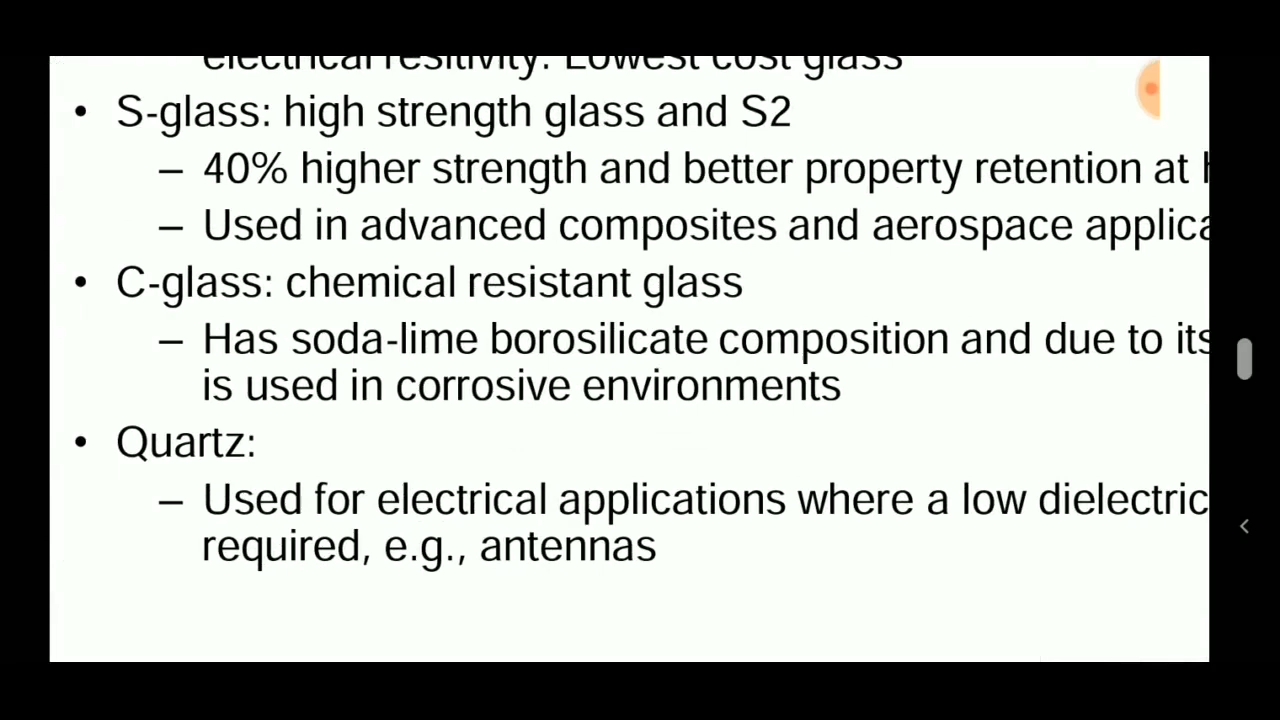 electrical resitivity. Lowest cost glass
• S-glass: high strength glass and S2
– 40% higher strength and better property retention at
– Used in advanced composites and aerospace applica
• C-glass: chemical resistant glass
– Has soda-lime borosilicate composition and due to its
is used in corrosive environments
• Quartz:
– Used for electrical applications where a low dielectric
required, e.g., antennas